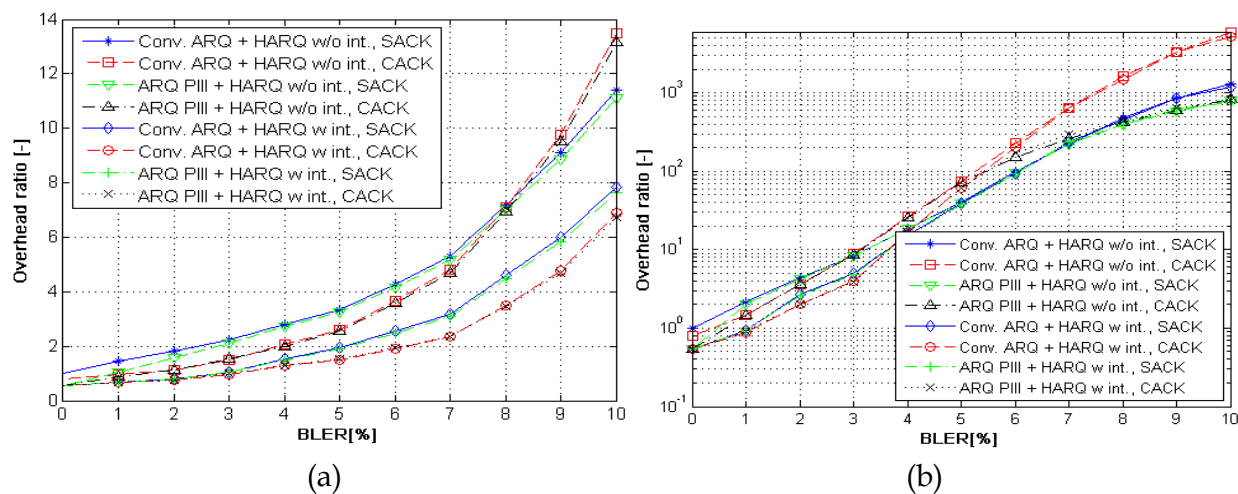 14
12
10
8
6
4
2
0
Overhead ratio [-]
Conv. ARQ + HARQ w/o int., SACK
Conv. ARQ + HARQ w/o int., CACK
ARQ PIII + HARQ w/o int., SACK
ARQ PIII + HARQ w/o int., CACK
Conv. ARQ + HARQ w int., SACK
Conv. ARQ + HARQ w int., CACK
ARQ PIII + HARQ w int., SACK
ARQ PIII + HARQ w int., CACK
0 1 2 3 4 5 6 7 8 9 10
BLER[%]
(a)
10^3
10^2
10^1
10^0
10^-1
Overhead ratio [-]
Conv. ARQ + HARQ w/o int., SACK
Conv. ARQ + HARQ w/o int., CACK
ARQ PIII + HARQ w/o int., SACK
ARQ PIII + HARQ w/o int., CACK
Conv. ARQ + HARQ w int., SACK
Conv. ARQ + HARQ w int., CACK
ARQ PIII + HARQ w int., SACK
ARQ PIII + HARQ w int., CACK
0 1 2 3 4 5 6 7 8 9 10
BLER[%]
(b)